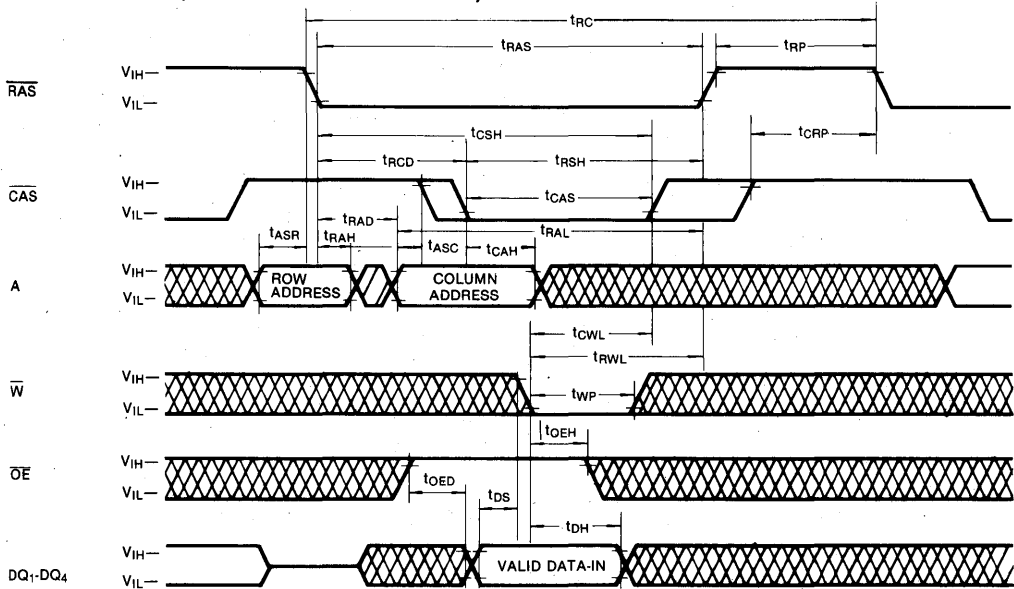 tRC
tRAS
tRP
RAS
VIH—
VIL—
tCSH
tCRP
tRCD
tRSH
CAS
VIH—
VIL—
tCAS
tRAD
tRAL
tASR
tRAH
tASC
tCAH
A
VIH—
VIL—
ROW ADDRESS
COLUMN ADDRESS
tCWL
tRWL
W
VIH—
VIL—
tWP
tOEH
OE
VIH—
VIL—
tOED
tDS
tDH
DQ1-DQ4
VIH—
VIL—
VALID DATA-IN